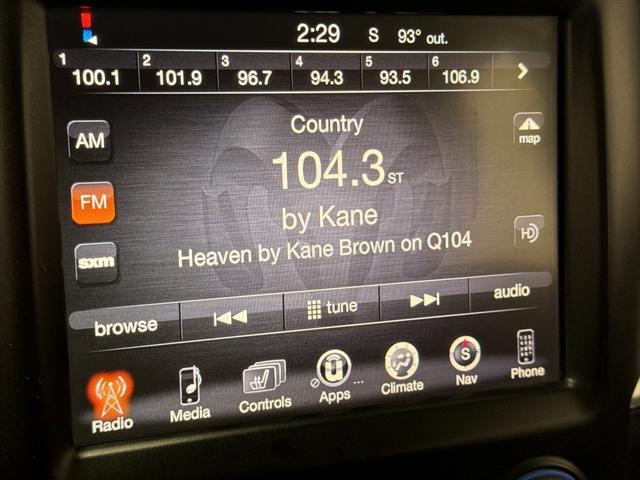 2:29 S 93° out.
1 2 3 4 5 6
100.1 101.9 96.7 94.3 93.5 106.9
Country
AM
map
104.3 ST
FM
by Kane
HD
Heaven by Kane Brown on Q104
sxm
browse tune audio
Radio Media Controls Apps ... Climate Nav Phone
U
S